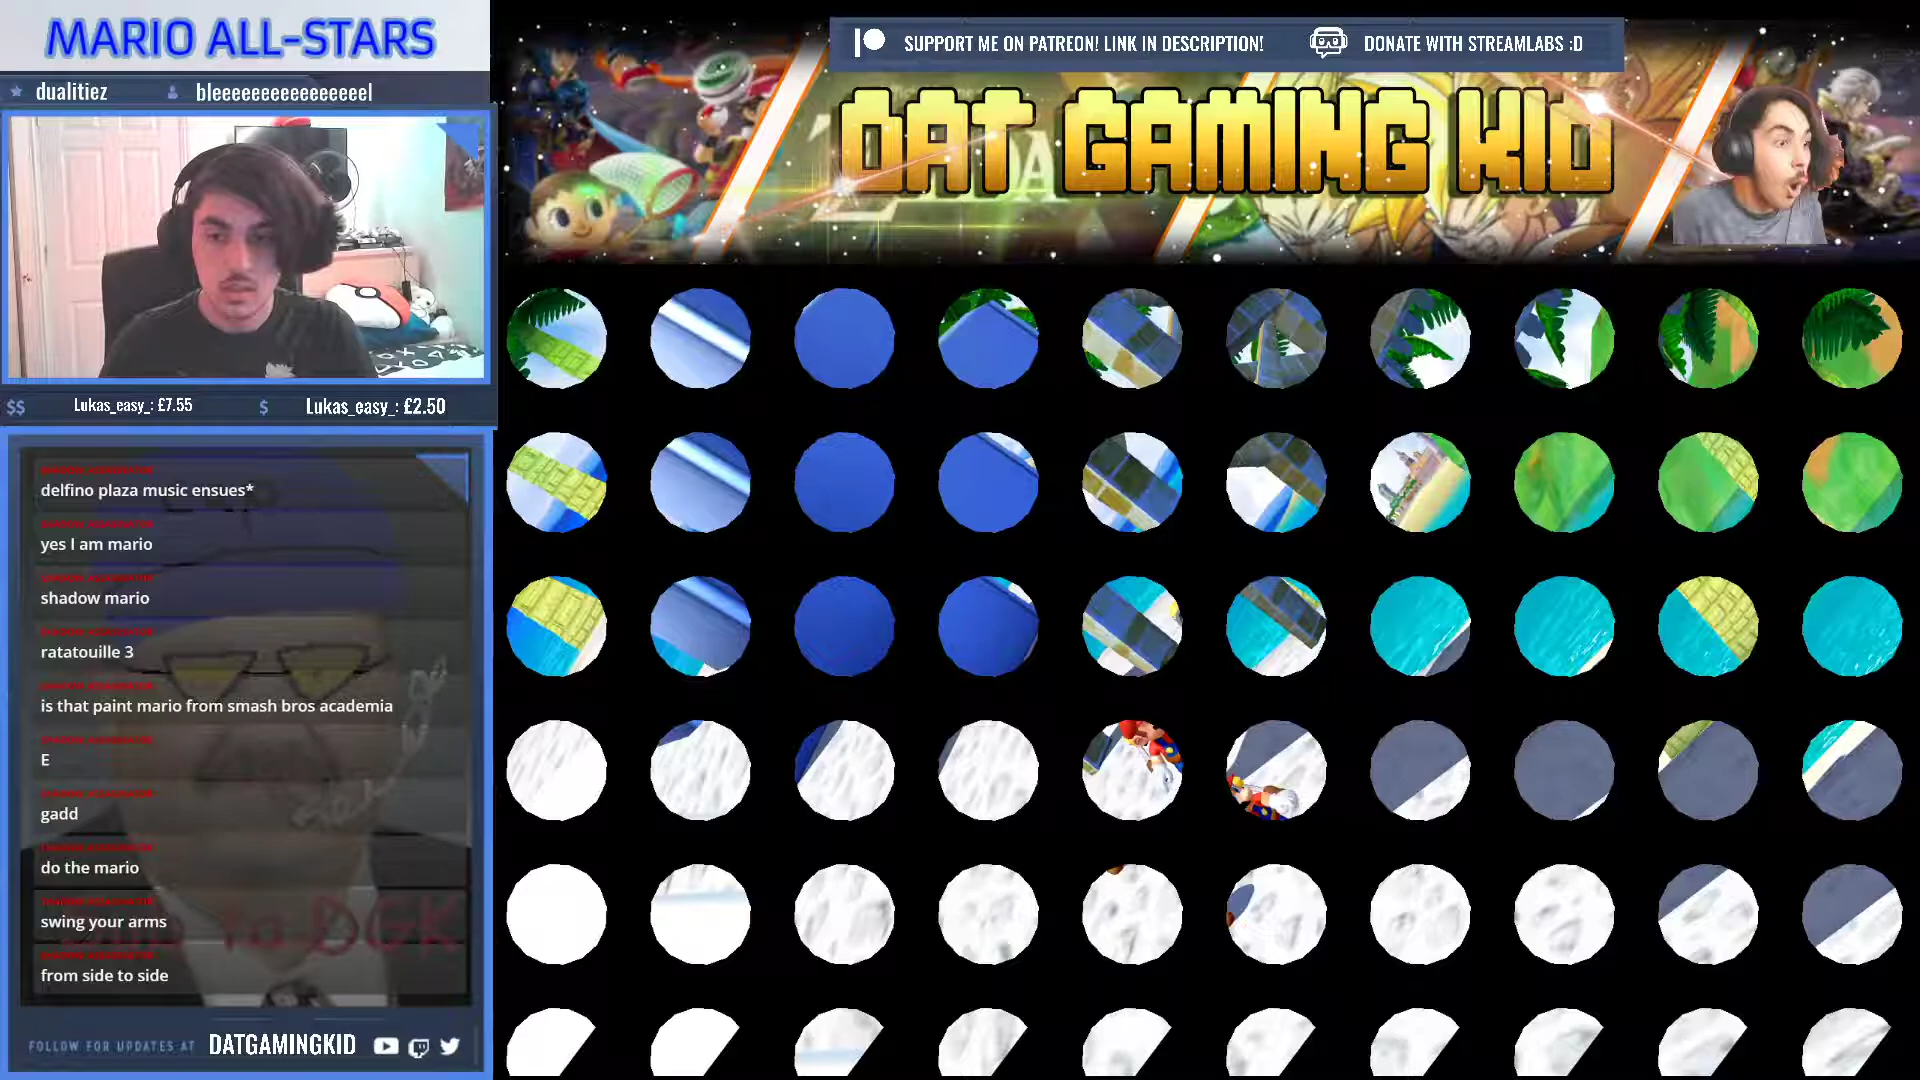 MARIO ALL-STARS
dualitiez
bleeeeeeeeeeeeeeeel
SUPPORT ME ON PATREON! LINK IN DESCRIPTION!
DONATE WITH STREAMLABS :D
DAT GAMING KID
$$ Lukas_easy_: £7.55
$ Lukas_easy_: £2.50
delfino plaza music ensues*
yes I am mario
shadow mario
ratatouille 3
is that paint mario from smash bros academia
E
gadd
do the mario
swing your arms
from side to side
FOLLOW FOR UPDATES AT DATGAMINGKID